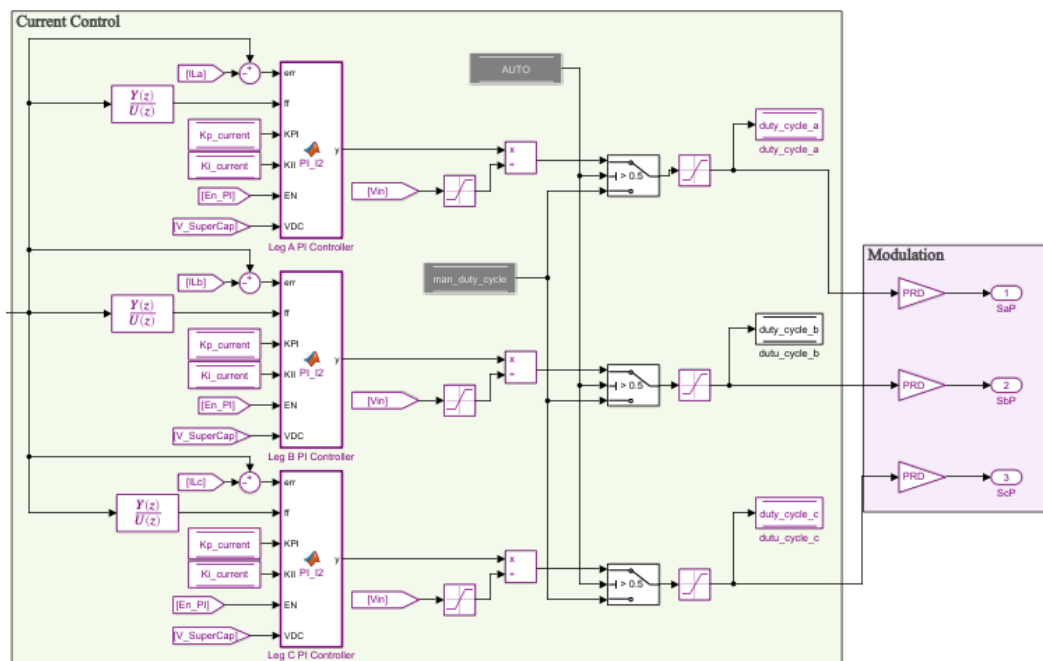 Current Control
[ILa]
err
Y(z)
U(z)
ff
Kp_current
KPI
Ki_current
KII
PI_I2
y
[En_PI]
EN
[V_SuperCap]
VDC
Leg A PI Controller
[Vin]
×
÷
AUTO
> 0.5
duty_cycle_a
dutu_cycle_a
man_duty_cycle
[ILb]
err
Y(z)
U(z)
ff
Kp_current
KPI
Ki_current
KII
PI_I2
y
[En_PI]
EN
[V_SuperCap]
VDC
Leg B PI Controller
[Vin]
×
÷
> 0.5
duty_cycle_b
dutu_cycle_b
[ILc]
err
Y(z)
U(z)
ff
Kp_current
KPI
Ki_current
KII
PI_I2
y
[En_PI]
EN
[V_SuperCap]
VDC
Leg C PI Controller
[Vin]
×
÷
> 0.5
duty_cycle_c
dutu_cycle_c
Modulation
PRD
1
SaP
PRD
2
SbP
PRD
3
ScP